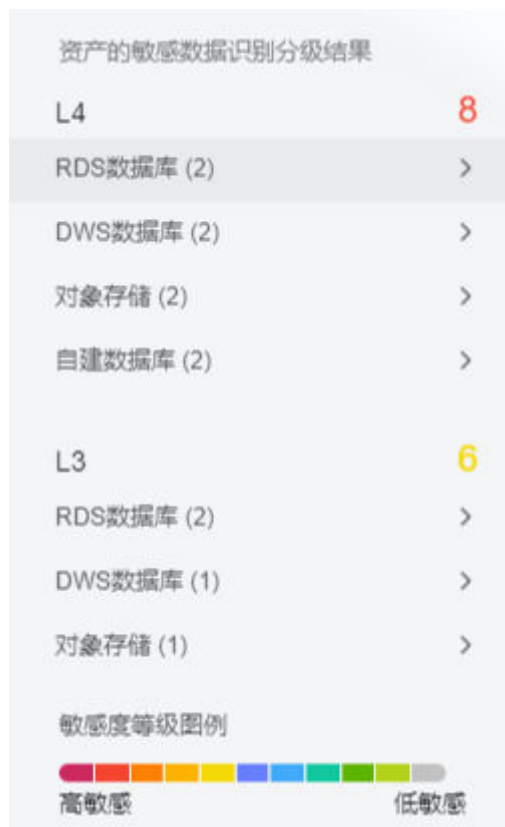 资产的敏感数据识别分级结果
L4 8
RDS数据库 (2)
DWS数据库 (2)
对象存储 (2)
自建数据库 (2)
L3 6
RDS数据库 (2)
DWS数据库 (1)
对象存储 (1)
敏感度等级图例
高敏感 低敏感